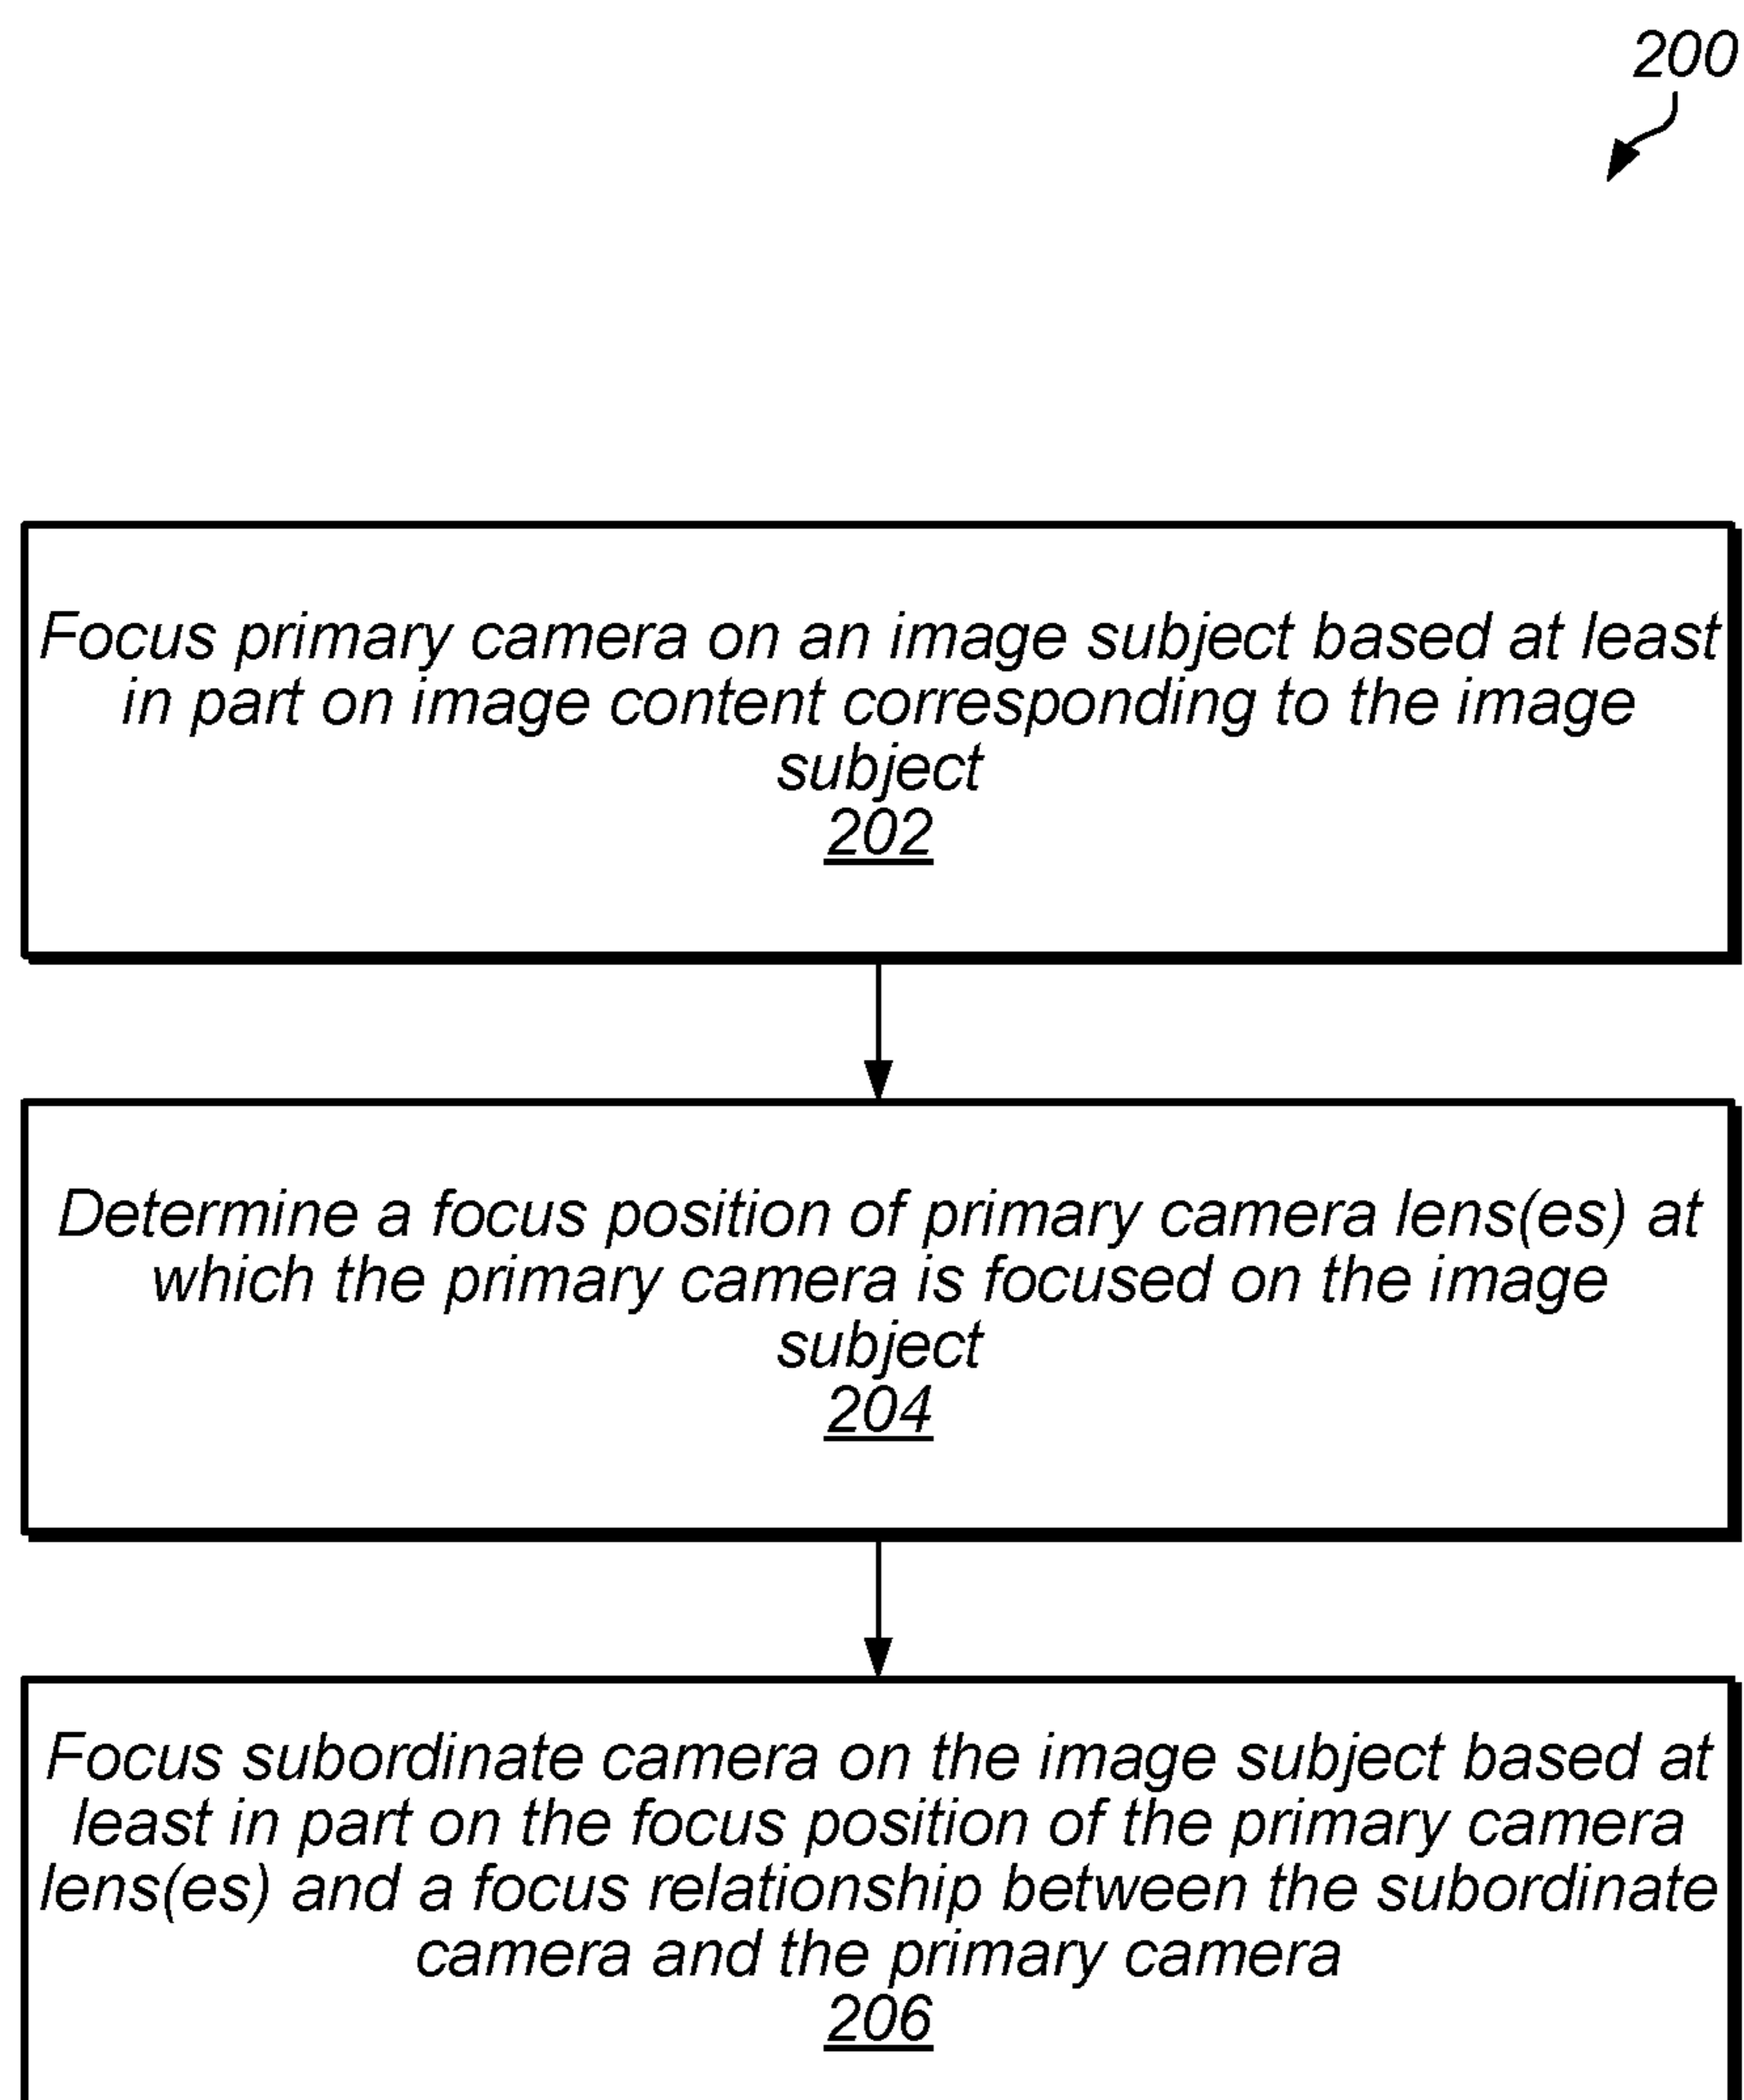 200
Focus primary camera on an image subject based at least
in part on image content corresponding to the image
subject
202
Determine a focus position of primary camera lens(es) at
which the primary camera is focused on the image
subject
204
Focus subordinate camera on the image subject based at
least in part on the focus position of the primary camera
lens(es) and a focus relationship between the subordinate
camera and the primary camera
206